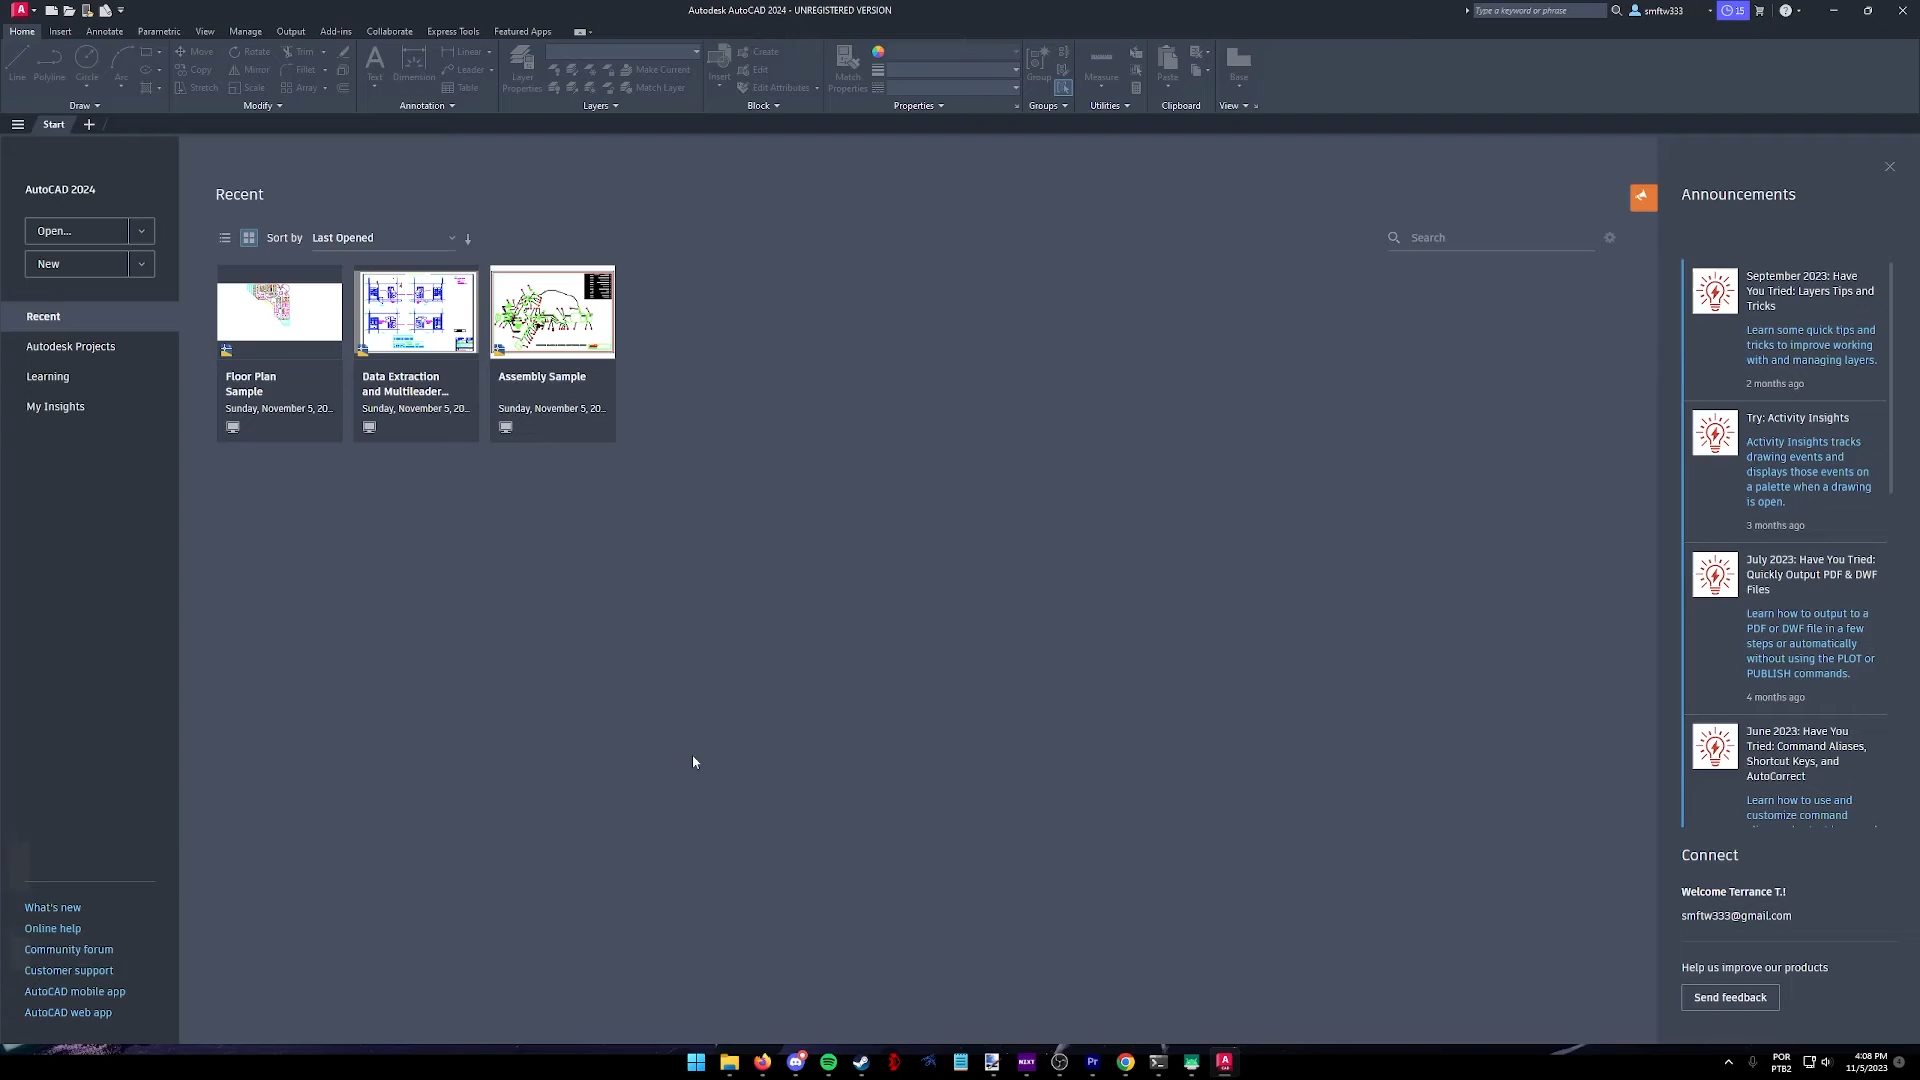 Autodesk AutoCAD 2024 - UNREGISTERED VERSION
Type a keyword or phrase
smftw333
15
Home
Insert
Annotate
Parametric
View
Manage
Output
Add-ins
Collaborate
Express Tools
Featured Apps
Line
Polyline
Circle
Arc
Draw
Move
Rotate
Trim
Copy
Mirror
Fillet
Stretch
Scale
Array
Modify
Text
Dimension
Linear
Leader
Table
Annotation
Layer
Properties
Make Current
Match Layer
Layers
Insert
Create
Edit
Edit Attributes
Block
Match
Properties
Properties
Group
Groups
Measure
Utilities
Paste
Clipboard
Base
View
Start
AutoCAD 2024
Open...
New
Recent
Autodesk Projects
Learning
My Insights
What's new
Online help
Community forum
Customer support
AutoCAD mobile app
AutoCAD web app
Recent
Sort by
Last Opened
Search
Floor Plan
Sample
Sunday, November 5, 20...
Data Extraction
and Multileader...
Sunday, November 5, 20...
Assembly Sample
Sunday, November 5, 20...
Announcements
September 2023: Have
You Tried: Layers Tips and
Tricks
Learn some quick tips and
tricks to improve working
with and managing layers.
2 months ago
Try: Activity Insights
Activity Insights tracks
drawing events and
displays those events on
a palette when a drawing
is open.
3 months ago
July 2023: Have You Tried:
Quickly Output PDF & DWF
Files
Learn how to output to a
PDF or DWF file in a few
steps or automatically
without using the PLOT or
PUBLISH commands.
4 months ago
June 2023: Have You
Tried: Command Aliases,
Shortcut Keys, and
AutoCorrect
Learn how to use and
customize command
Connect
Welcome Terrance T.!
smftw333@gmail.com
Help us improve our products
Send feedback
NZXT
Pr
POR
PTB2
4:08 PM
11/5/2023